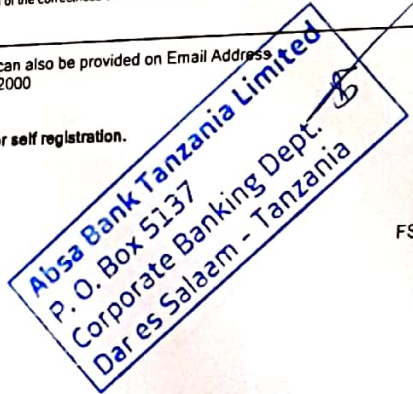 can also be provided on Email Address
2000
r self registration.
Absa Bank Tanzania Limited
P. O. Box 5137
Corporate Banking Dept.
Dar es Salaam - Tanzania
FS